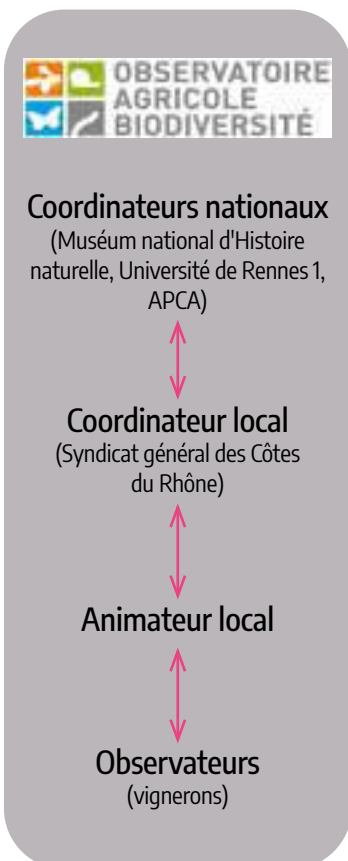 OBSERVATOIRE
AGRICOLE
BIODIVERSITÉ
Coordinateurs nationaux
(Muséum national d'Histoire
naturelle, Université de Rennes 1,
APCA)
Coordinateur local
(Syndicat général des Côtes
du Rhône)
Animateur local
Observateurs
(vignerons)